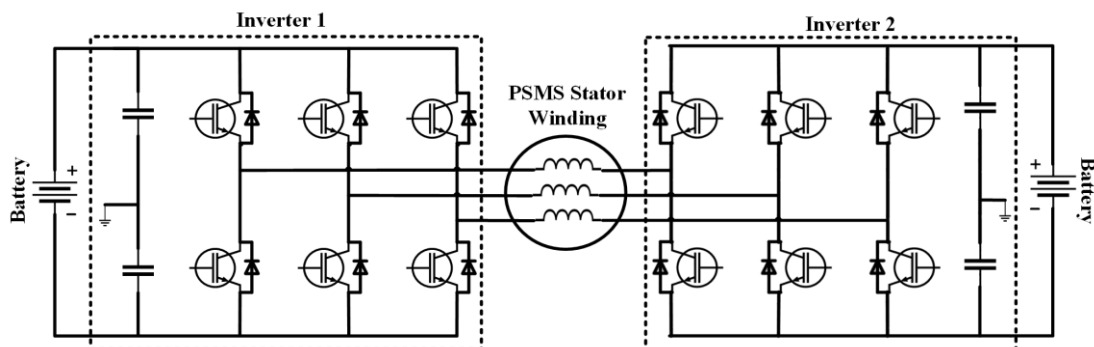 Inverter 1
Inverter 2
PSMS Stator
Winding
Battery
+
−
+
−
Battery